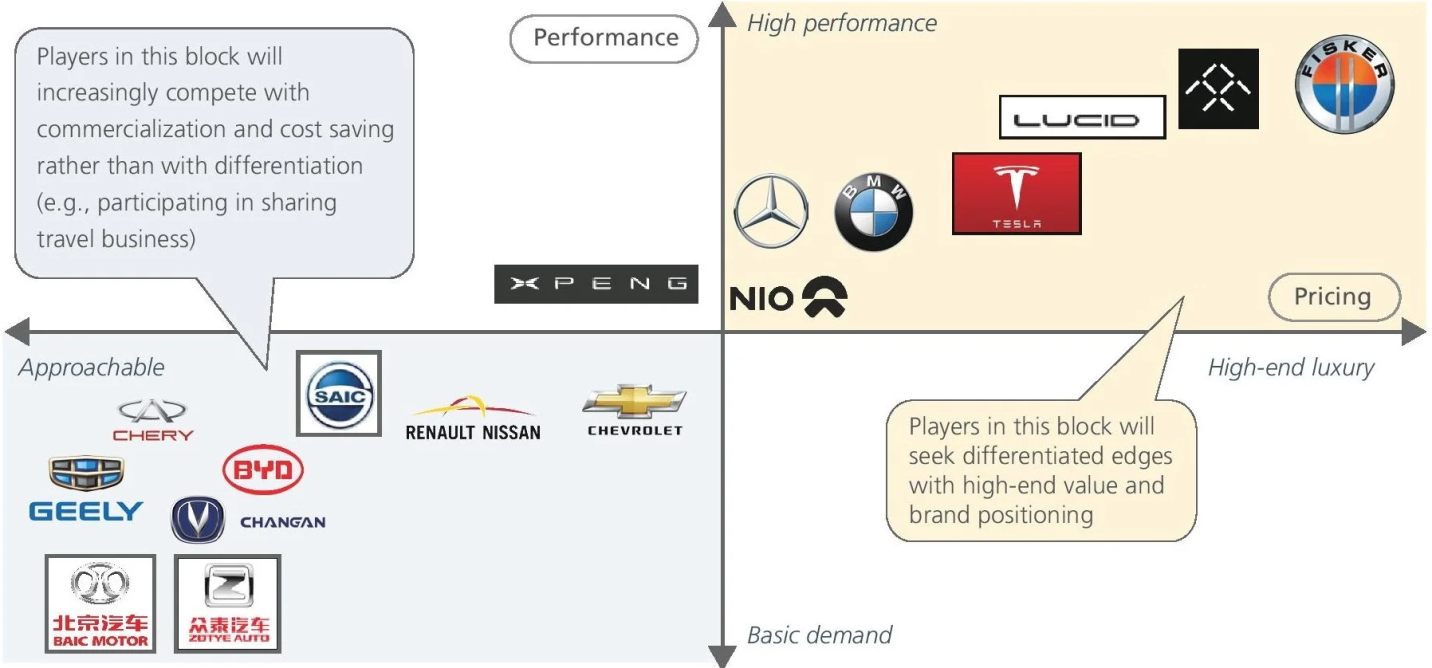 Players in this block will
increasingly compete with
commercialization and cost saving
rather than with differentiation
(e.g., participating in sharing
travel business)
Performance
High performance
FISKER
LUCID
BMW
TESLA
XPENG
NIO
Pricing
Approachable
High-end luxury
SAIC
CHERY
RENAULT NISSAN
CHEVROLET
BYD
GEELY
CHANGAN
Players in this block will
seek differentiated edges
with high-end value and
brand positioning
北京汽车
BAIC MOTOR
众泰汽车
ZOTYE AUTO
Basic demand